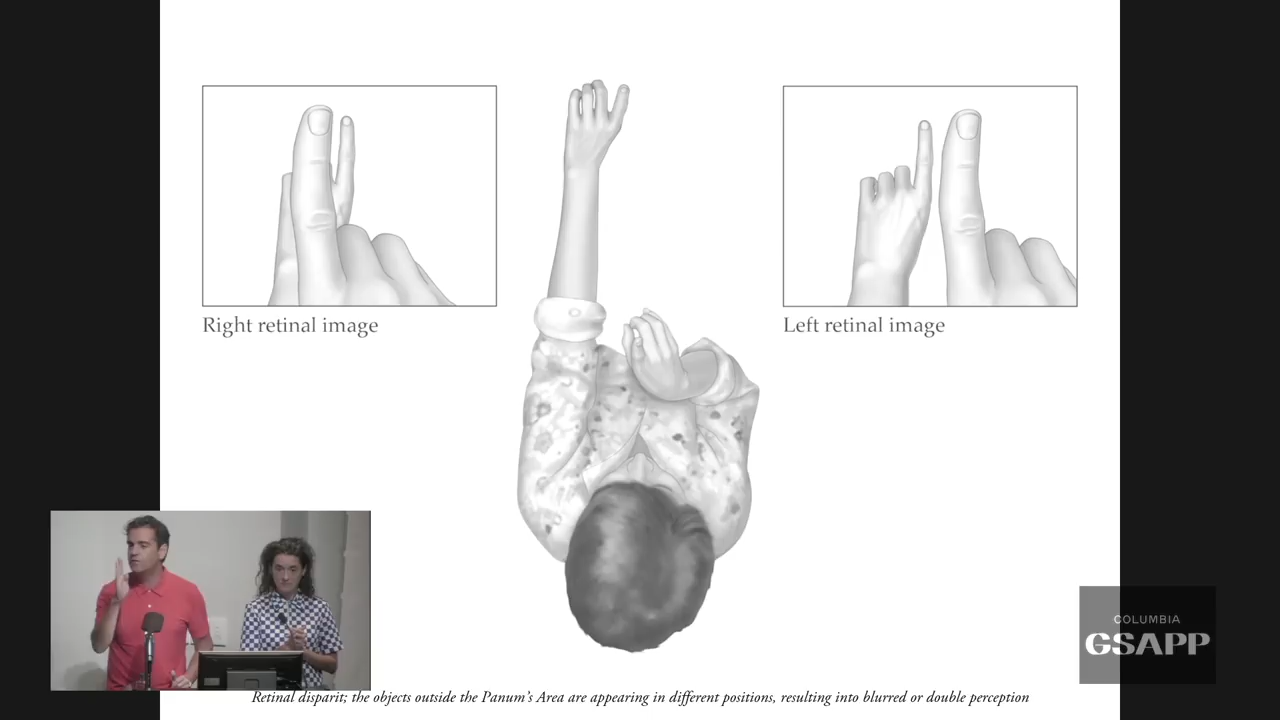 Right retinal image
Left retinal image
COLUMBIA
GSAPP
Retinal disparit; the objects outside the Panum's Area are appearing in different positions, resulting into blurred or double perception